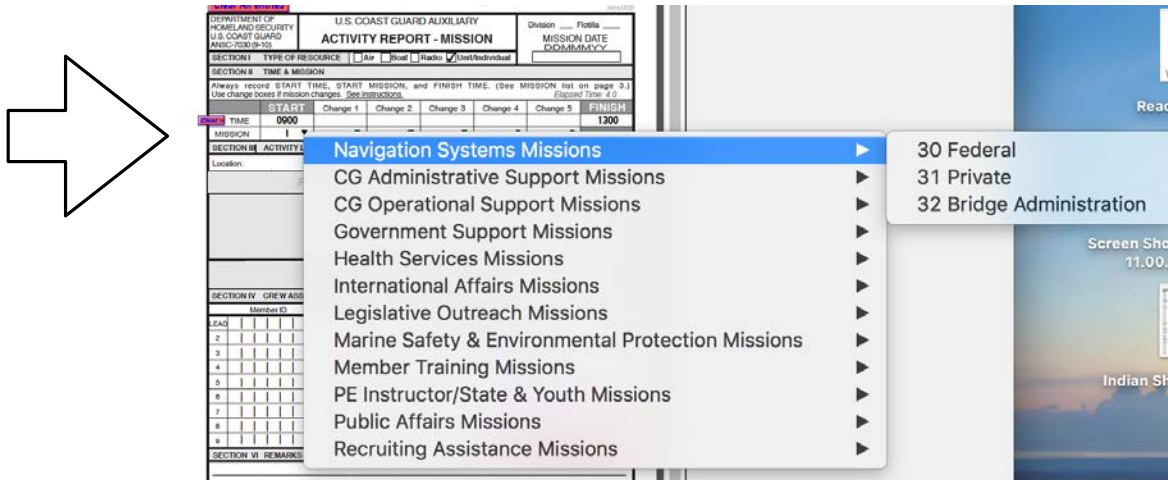 Clear All Entries
DEPARTMENT OF
HOMELAND SECURITY
U.S. COAST GUARD
ANSC-7030 (9-10)
U.S. COAST GUARD AUXILIARY
ACTIVITY REPORT - MISSION
Division ___ Flotilla ___
MISSION DATE
DDMMMYY
SECTION I TYPE OF RESOURCE Air Boat Radio Unit/Individual
SECTION II TIME & MISSION
Always record START TIME, START MISSION, and FINISH TIME. (See MISSION list on page 3.)
Use change boxes if mission changes. See instructions. Elapsed Time: 4.0
START Change 1 Change 2 Change 3 Change 4 Change 5 FINISH
TIME 0900 1300
MISSION
SECTION III ACTIVITY L
Location:
Navigation Systems Missions
CG Administrative Support Missions
CG Operational Support Missions
Government Support Missions
Health Services Missions
International Affairs Missions
Legislative Outreach Missions
Marine Safety & Environmental Protection Missions
Member Training Missions
PE Instructor/State & Youth Missions
Public Affairs Missions
Recruiting Assistance Missions
30 Federal
31 Private
32 Bridge Administration
SECTION IV CREW ASS
Member ID
LEAD
2
3
4
5
6
7
8
9
SECTION VI REMARKS
Read
Screen Sho
11.00.
Indian Sh